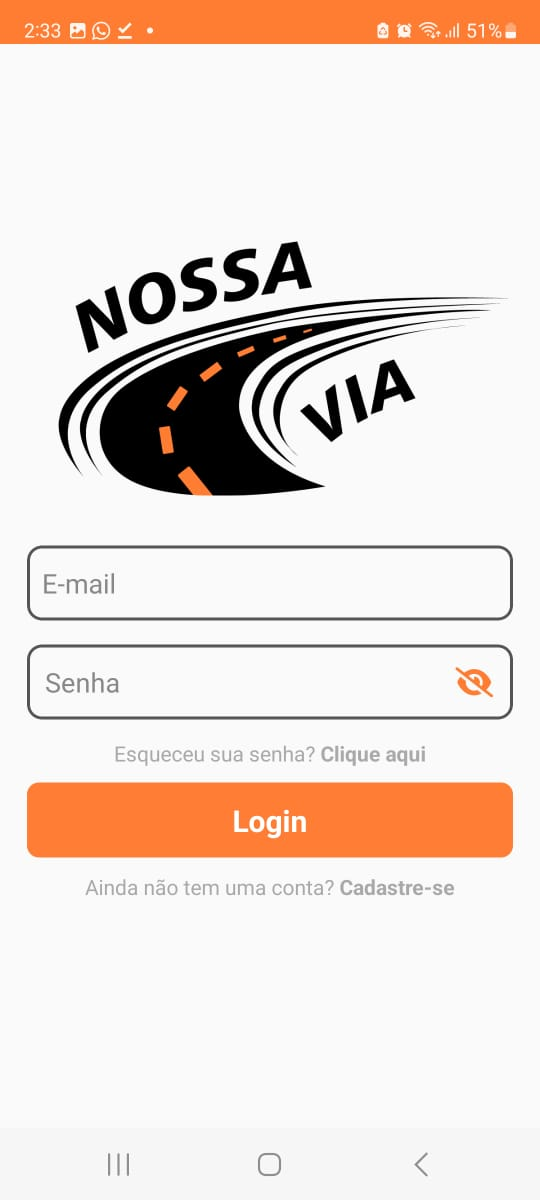 2:33 51%
NOSSA
VIA
E-mail
Senha
Esqueceu sua senha? Clique aqui
Login
Ainda não tem uma conta? Cadastre-se